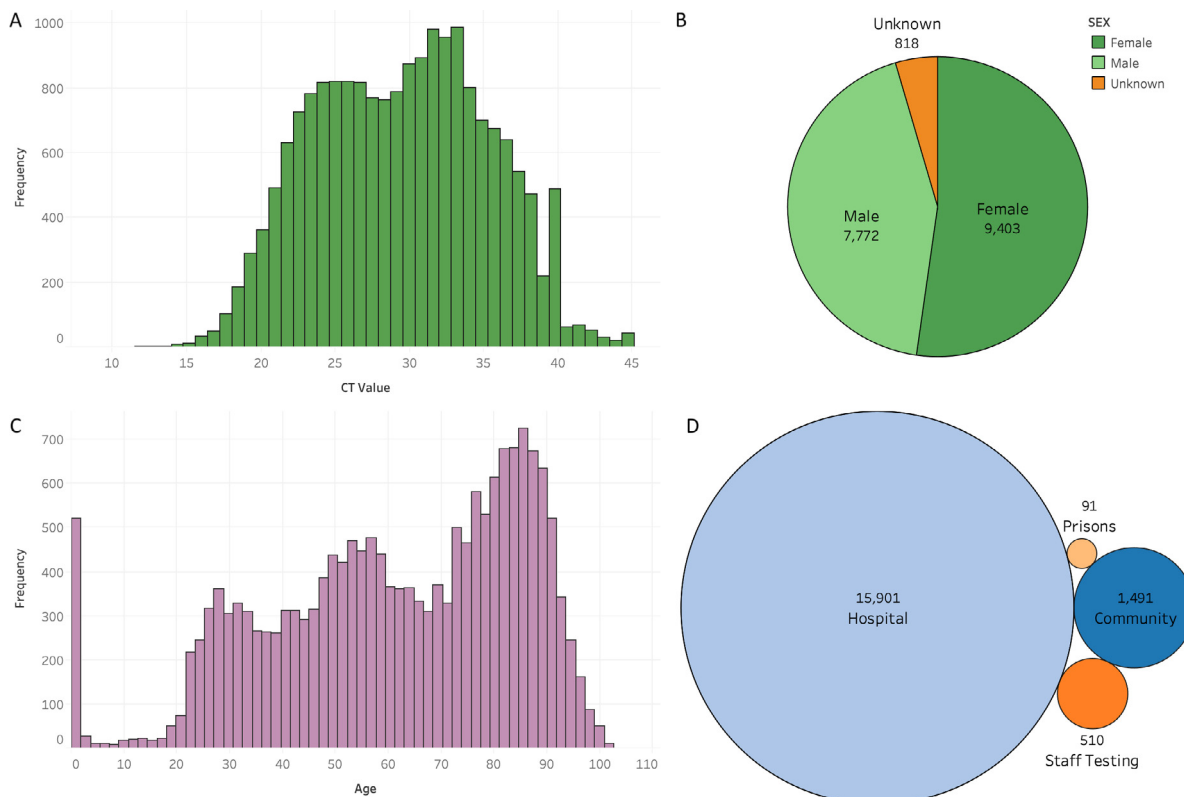 A
1000
800
600
400
200
0
Frequency
10
15
20
25
30
35
40
45
CT Value
B
Unknown
818
Male
7,772
Female
9,403
SEX
Female
Male
Unknown
C
700
600
500
400
300
200
100
0
Frequency
0
10
20
30
40
50
60
70
80
90
100
110
Age
D
15,901
Hospital
91
Prisons
1,491
Community
510
Staff Testing